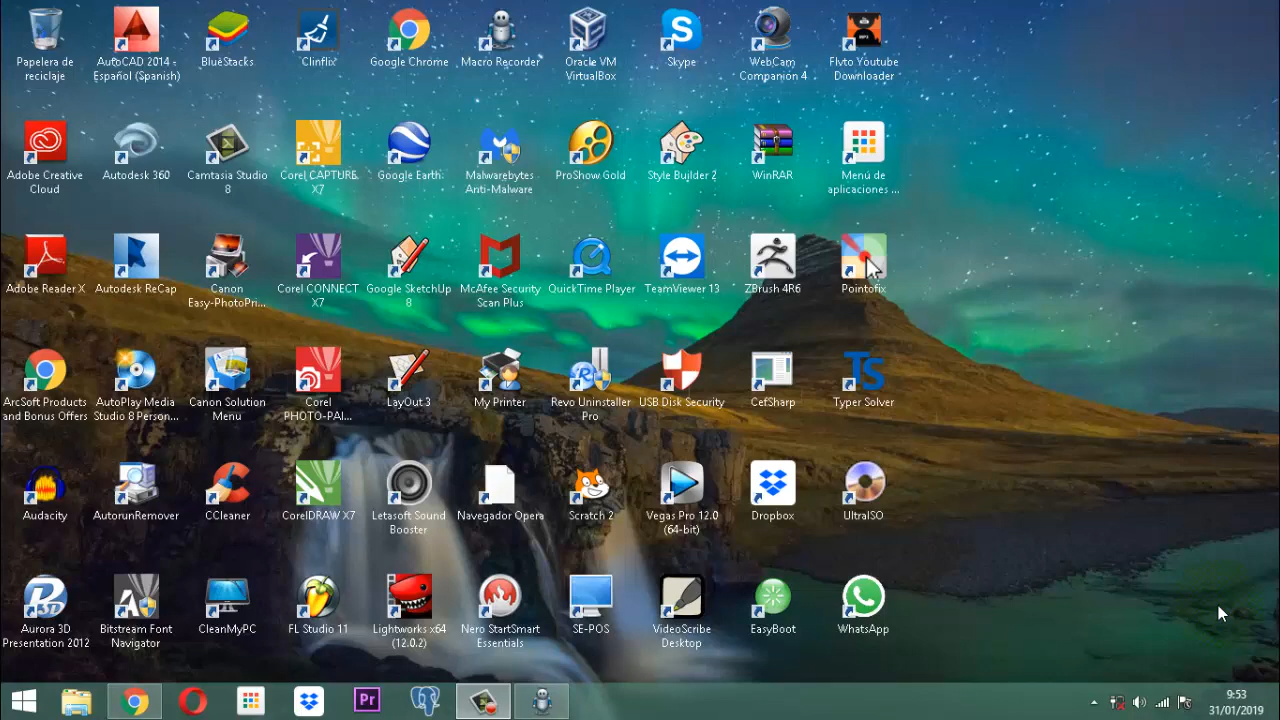 Papelera de
reciclaje
AutoCAD 2014 -
Español (Spanish)
BlueStacks
Clinflix
Google Chrome
Macro Recorder
Oracle VM
VirtualBox
Skype
WebCam
Companion 4
Flvto Youtube
Downloader
Adobe Creative
Cloud
Autodesk 360
Camtasia Studio
8
Corel CAPTURE
X7
Google Earth
Malwarebytes
Anti-Malware
ProShow Gold
Style Builder 2
WinRAR
Menú de
aplicaciones ...
Adobe Reader X
Autodesk ReCap
Canon
Easy-PhotoPri...
Corel CONNECT
X7
Google SketchUp
8
McAfee Security
Scan Plus
QuickTime Player
TeamViewer 13
ZBrush 4R6
Pointofix
ArcSoft Products
and Bonus Offers
AutoPlay Media
Studio 8 Person...
Canon Solution
Menu
Corel
PHOTO-PAI...
LayOut 3
My Printer
Revo Uninstaller
Pro
USB Disk Security
CefSharp
TS
Typer Solver
Audacity
AutorunRemover
CCleaner
CorelDRAW X7
Letasoft Sound
Booster
Navegador Opera
Scratch 2
Vegas Pro 12.0
(64-bit)
Dropbox
UltraISO
Aurora 3D
Presentation 2012
Bitstream Font
Navigator
CleanMyPC
FL Studio 11
Lightworks x64
(12.0.2)
Nero StartSmart
Essentials
SE-POS
VideoScribe
Desktop
EasyBoot
WhatsApp
Pr
9:53
31/01/2019